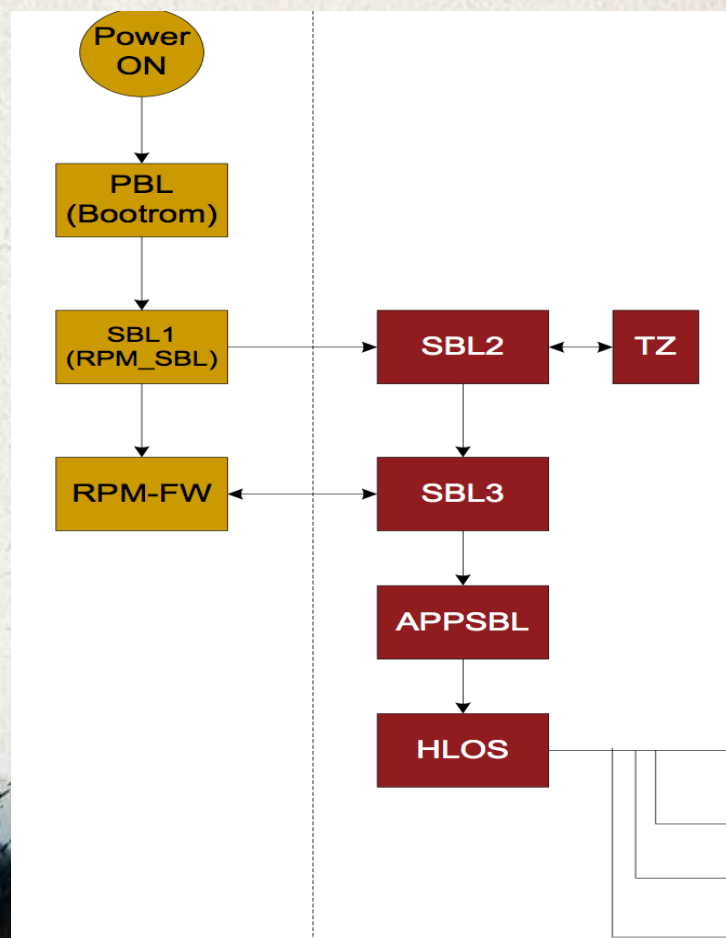 Power
ON
PBL
(Bootrom)
SBL1
(RPM_SBL)
SBL2
TZ
RPM-FW
SBL3
APPSBL
HLOS